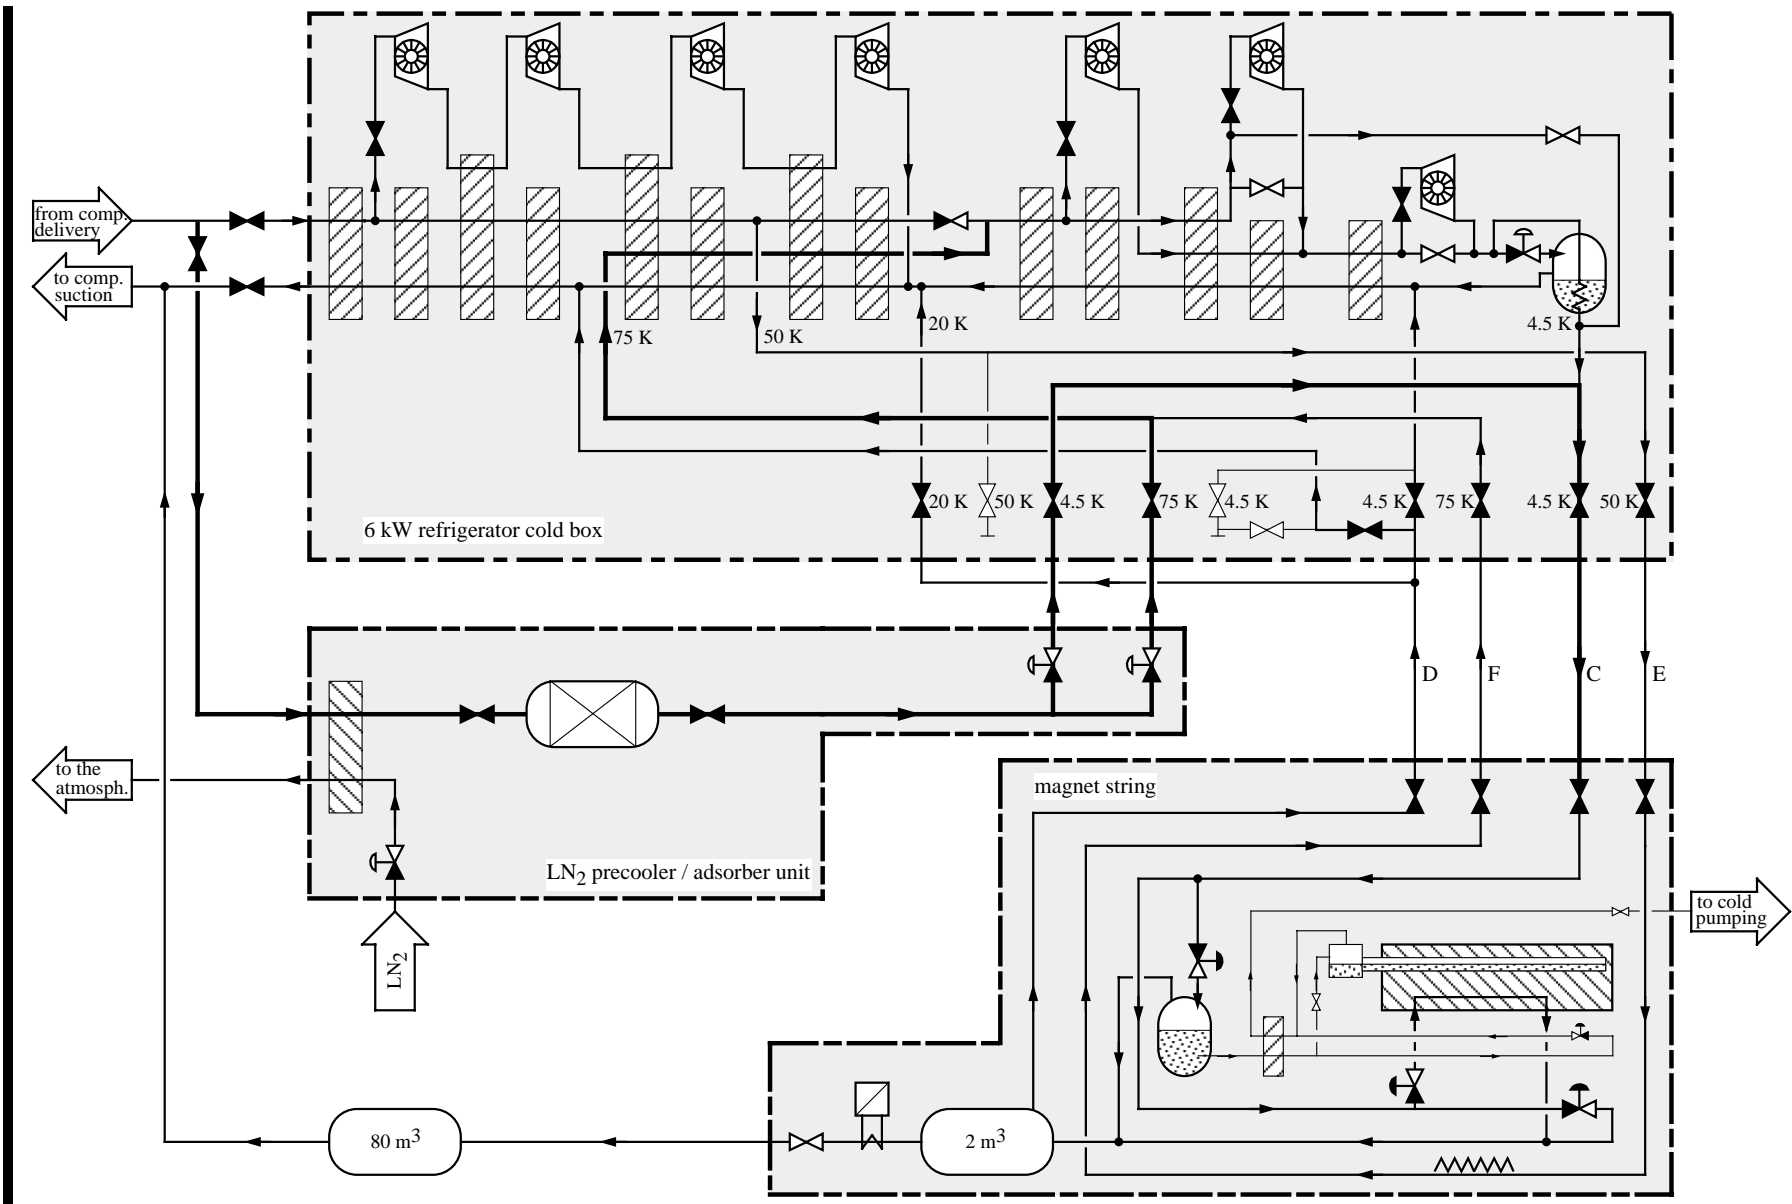 from comp.
delivery
to comp.
suction
75 K
50 K
20 K
4.5 K
20 K
50 K
4.5 K
75 K
4.5 K
4.5 K
75 K
4.5 K
50 K
6 kW refrigerator cold box
D
F
C
E
to the
atmosph.
magnet string
LN2 precooler / adsorber unit
to cold
pumping
LN2
80 m3
2 m3